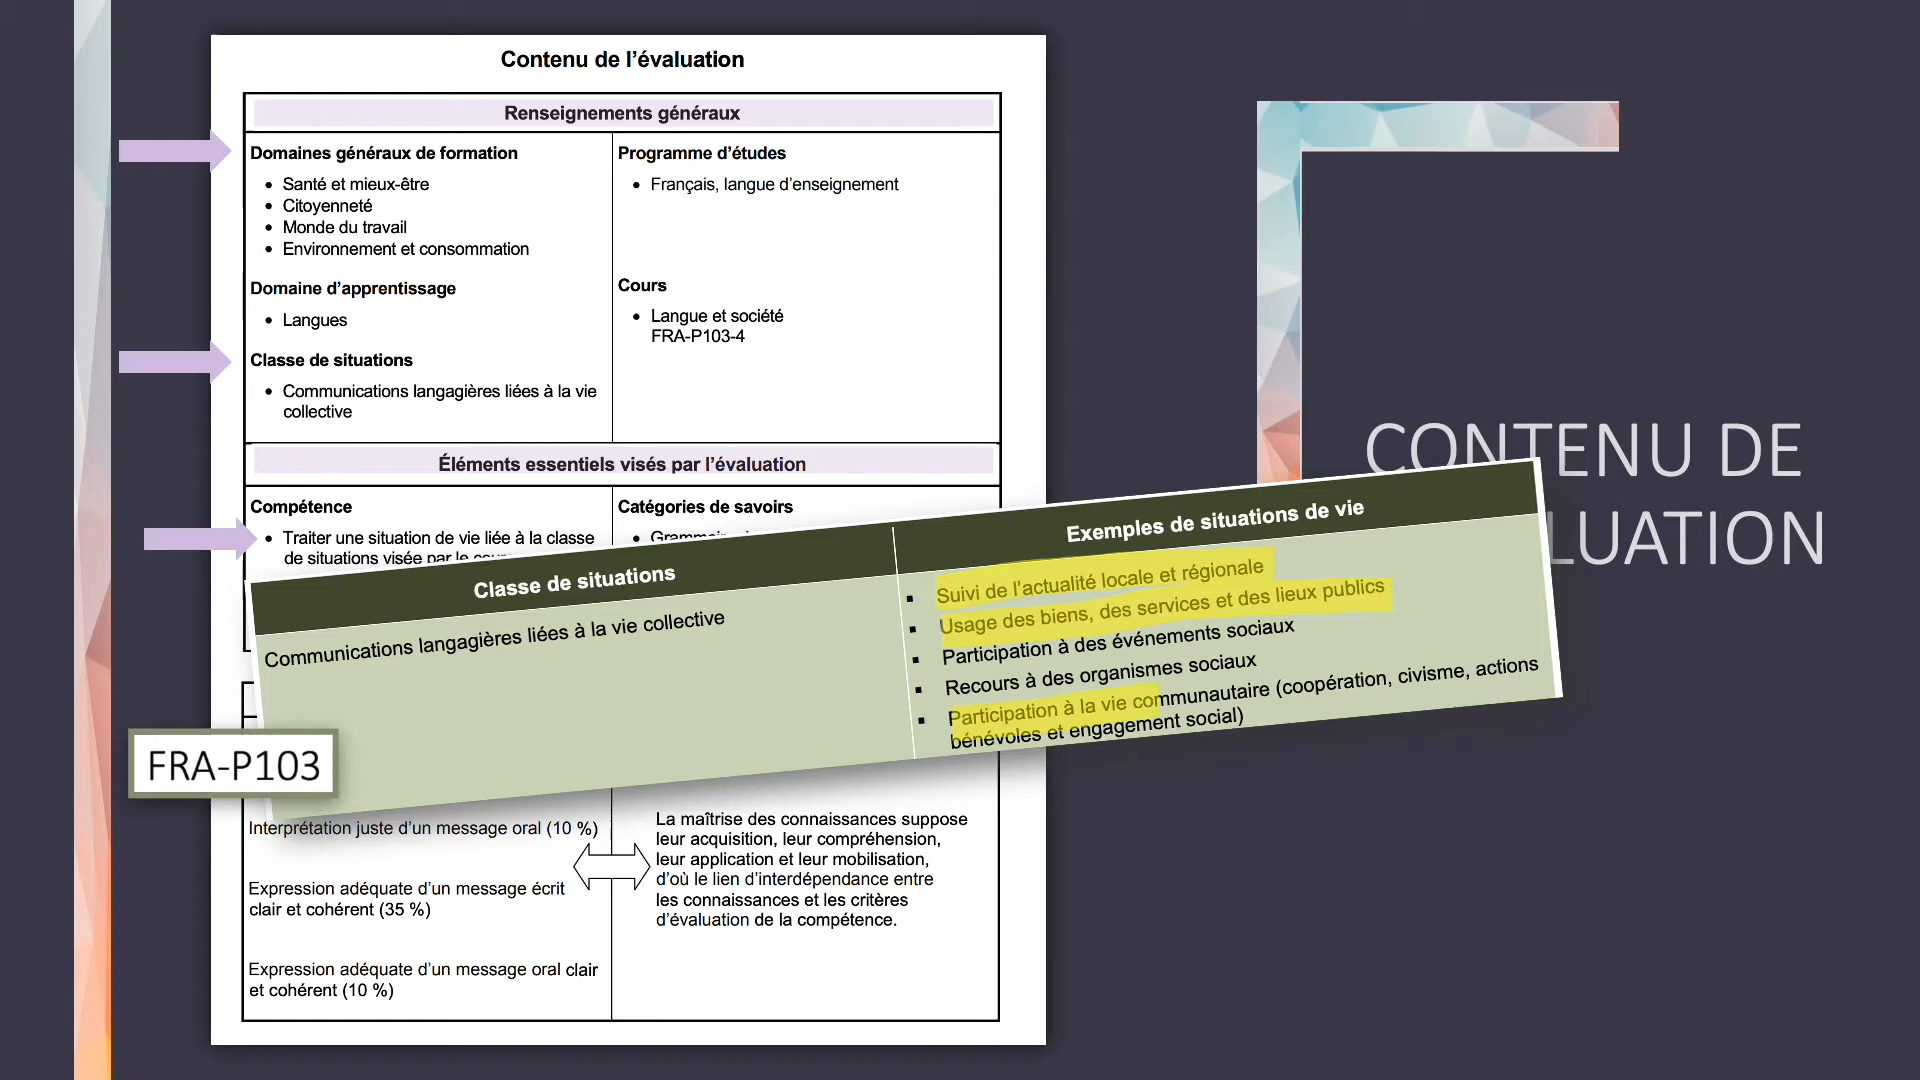 Contenu de l’évaluation
Renseignements généraux
Domaines généraux de formation
• Santé et mieux-être
• Citoyenneté
• Monde du travail
• Environnement et consommation
Domaine d’apprentissage
• Langues
Classe de situations
• Communications langagières liées à la vie
collective
Programme d’études
• Français, langue d’enseignement
Cours
• Langue et société
FRA-P103-4
Éléments essentiels visés par l’évaluation
Compétence
• Traiter une situation de vie liée à la classe
de situations visée par le
Catégories de savoirs
Classe de situations
Communications langagières liées à la vie collective
Exemples de situations de vie
▪ Suivi de l’actualité locale et régionale
▪ Usage des biens, des services et des lieux publics
▪ Participation à des événements sociaux
▪ Recours à des organismes sociaux
▪ Participation à la vie communautaire (coopération, civisme, actions
bénévoles et engagement social)
FRA-P103
Interprétation juste d’un message oral (10 %)
Expression adéquate d’un message écrit
clair et cohérent (35 %)
Expression adéquate d’un message oral clair
et cohérent (10 %)
La maîtrise des connaissances suppose
leur acquisition, leur compréhension,
leur application et leur mobilisation,
d’où le lien d’interdépendance entre
les connaissances et les critères
d’évaluation de la compétence.
CONTENU DE
LUATION